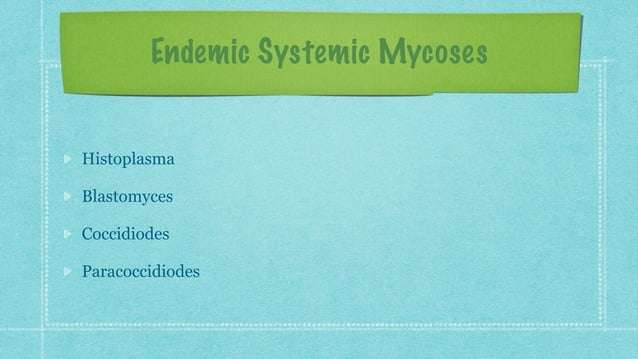 Endemic Systemic Mycoses
Histoplasma
Blastomyces
Coccidiodes
Paracoccidiodes